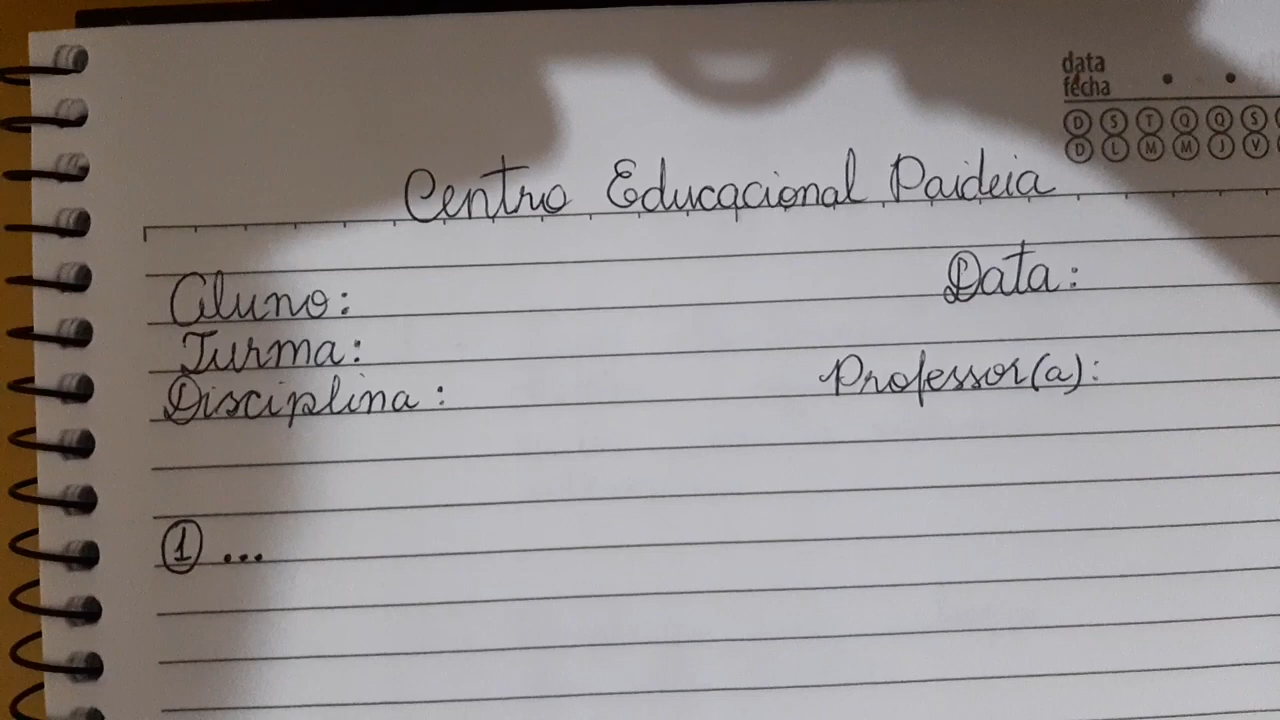 data
fecha
D S T Q Q S
D L M M J V
Centro Educacional Paideia
Aluno: Data:
Turma:
Disciplina: Professor(a):
① ...